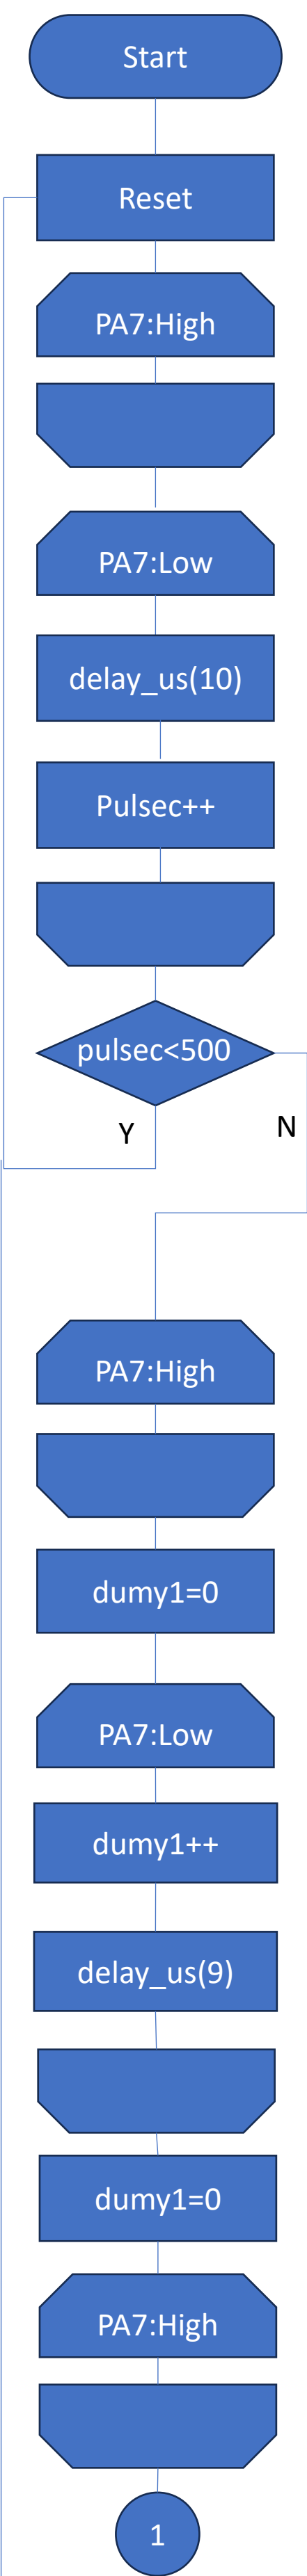 Start
Reset
PA7:High
PA7:Low
delay_us(10)
Pulsec++
pulsec<500
Y
N
PA7:High
dumy1=0
PA7:Low
dumy1++
delay_us(9)
dumy1=0
PA7:High
1